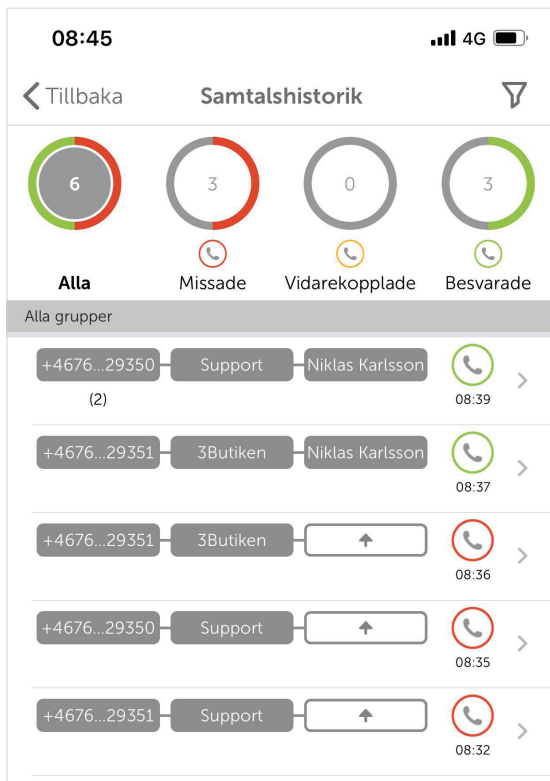 08:45 4G
Tillbaka Samtalshistorik
6 3 0 3
Alla Missade Vidarekopplade Besvarade
Alla grupper
+4676...29350 Support Niklas Karlsson
(2) 08:39
+4676...29351 3Butiken Niklas Karlsson
08:37
+4676...29351 3Butiken
08:36
+4676...29350 Support
08:35
+4676...29351 Support
08:32